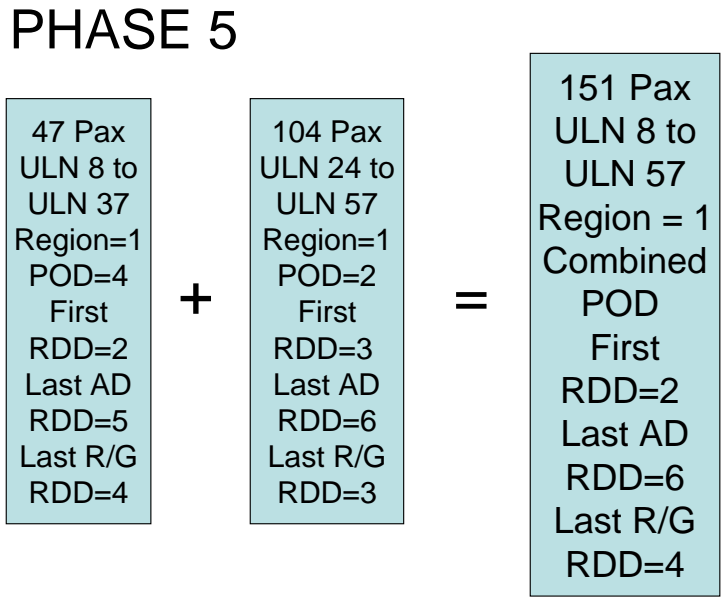 PHASE 5
47 Pax
ULN 8 to
ULN 37
Region=1
POD=4
First
RDD=2
Last AD
RDD=5
Last R/G
RDD=4
+
104 Pax
ULN 24 to
ULN 57
Region=1
POD=2
First
RDD=3
Last AD
RDD=6
Last R/G
RDD=3
=
151 Pax
ULN 8 to
ULN 57
Region = 1
Combined
POD
First
RDD=2
Last AD
RDD=6
Last R/G
RDD=4